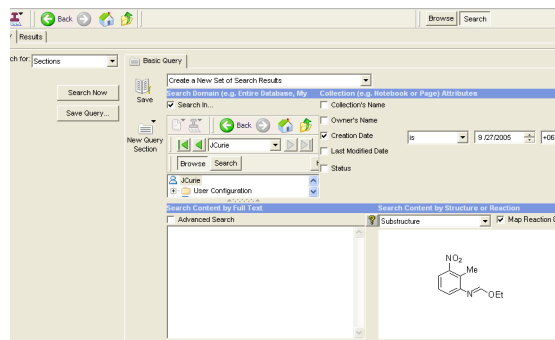 Back
Browse Search
Results
ch for: Sections
Basic Query
Search Now
Save Query...
Save
New Query Section
Create a New Set of Search Results
Search Domain (e.g. Entire Database, My
Collection (e.g. Notebook or Page) Attributes
Search In...
Collection's Name
Owner's Name
Back
Creation Date is 9 /27/2005 +06
JCurie
Last Modified Date
Browse Search
Status
JCurie
User Configuration
Search Content by Full Text
Search Content by Structure or Reaction
Advanced Search
? Substructure
Map Reaction
NO2
Me
N
OEt